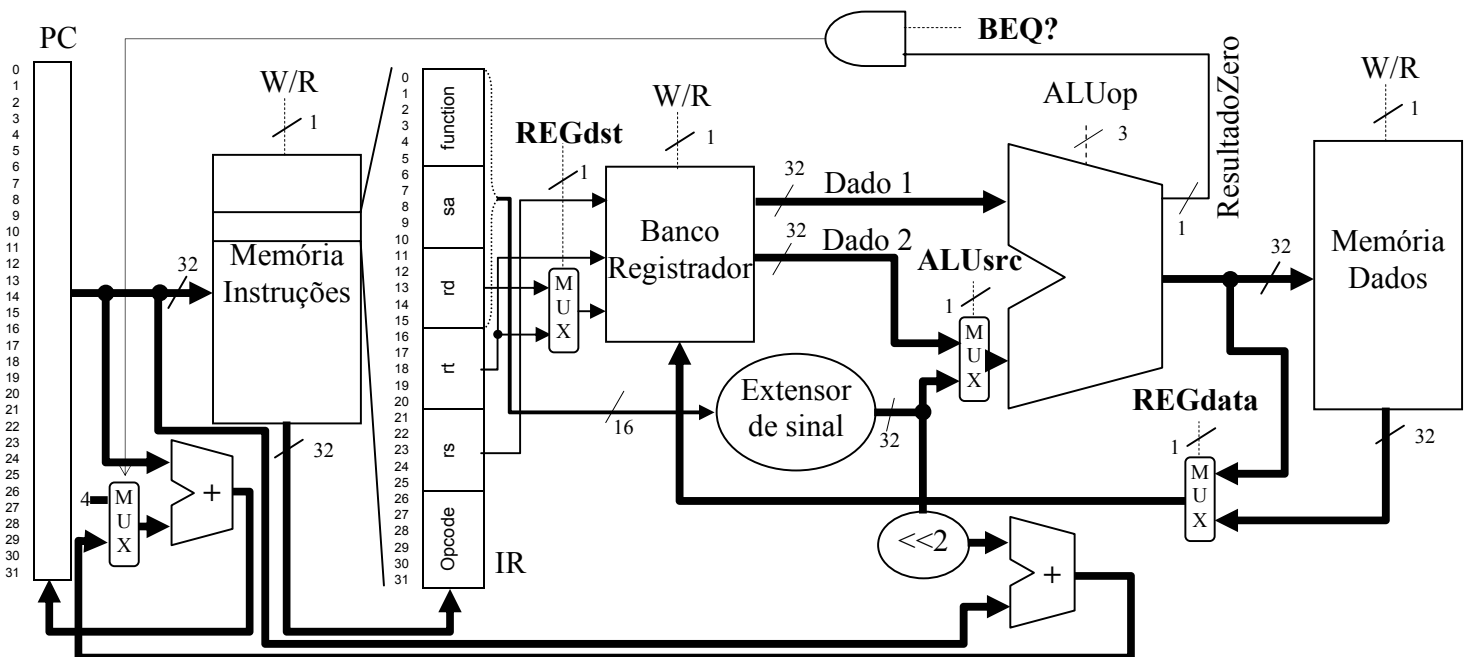 PC
0
1
2
3
4
5
6
7
8
9
10
11
12
13
14
15
16
17
18
19
20
21
22
23
24
25
26
27
28
29
30
31
W/R
1
Memória
Instruções
32
32
4
MUX
+
0
1
2
3
4
5
6
7
8
9
10
11
12
13
14
15
16
17
18
19
20
21
22
23
24
25
26
27
28
29
30
31
function
sa
rd
rt
rs
Opcode
IR
REGdst
1
MUX
W/R
1
Banco
Registrador
32
Dado 1
32
Dado 2
16
Extensor
de sinal
32
<<2
+
ALUsrc
1
MUX
BEQ?
ALUop
3
1
ResultadoZero
32
W/R
1
Memória
Dados
32
REGdata
1
MUX